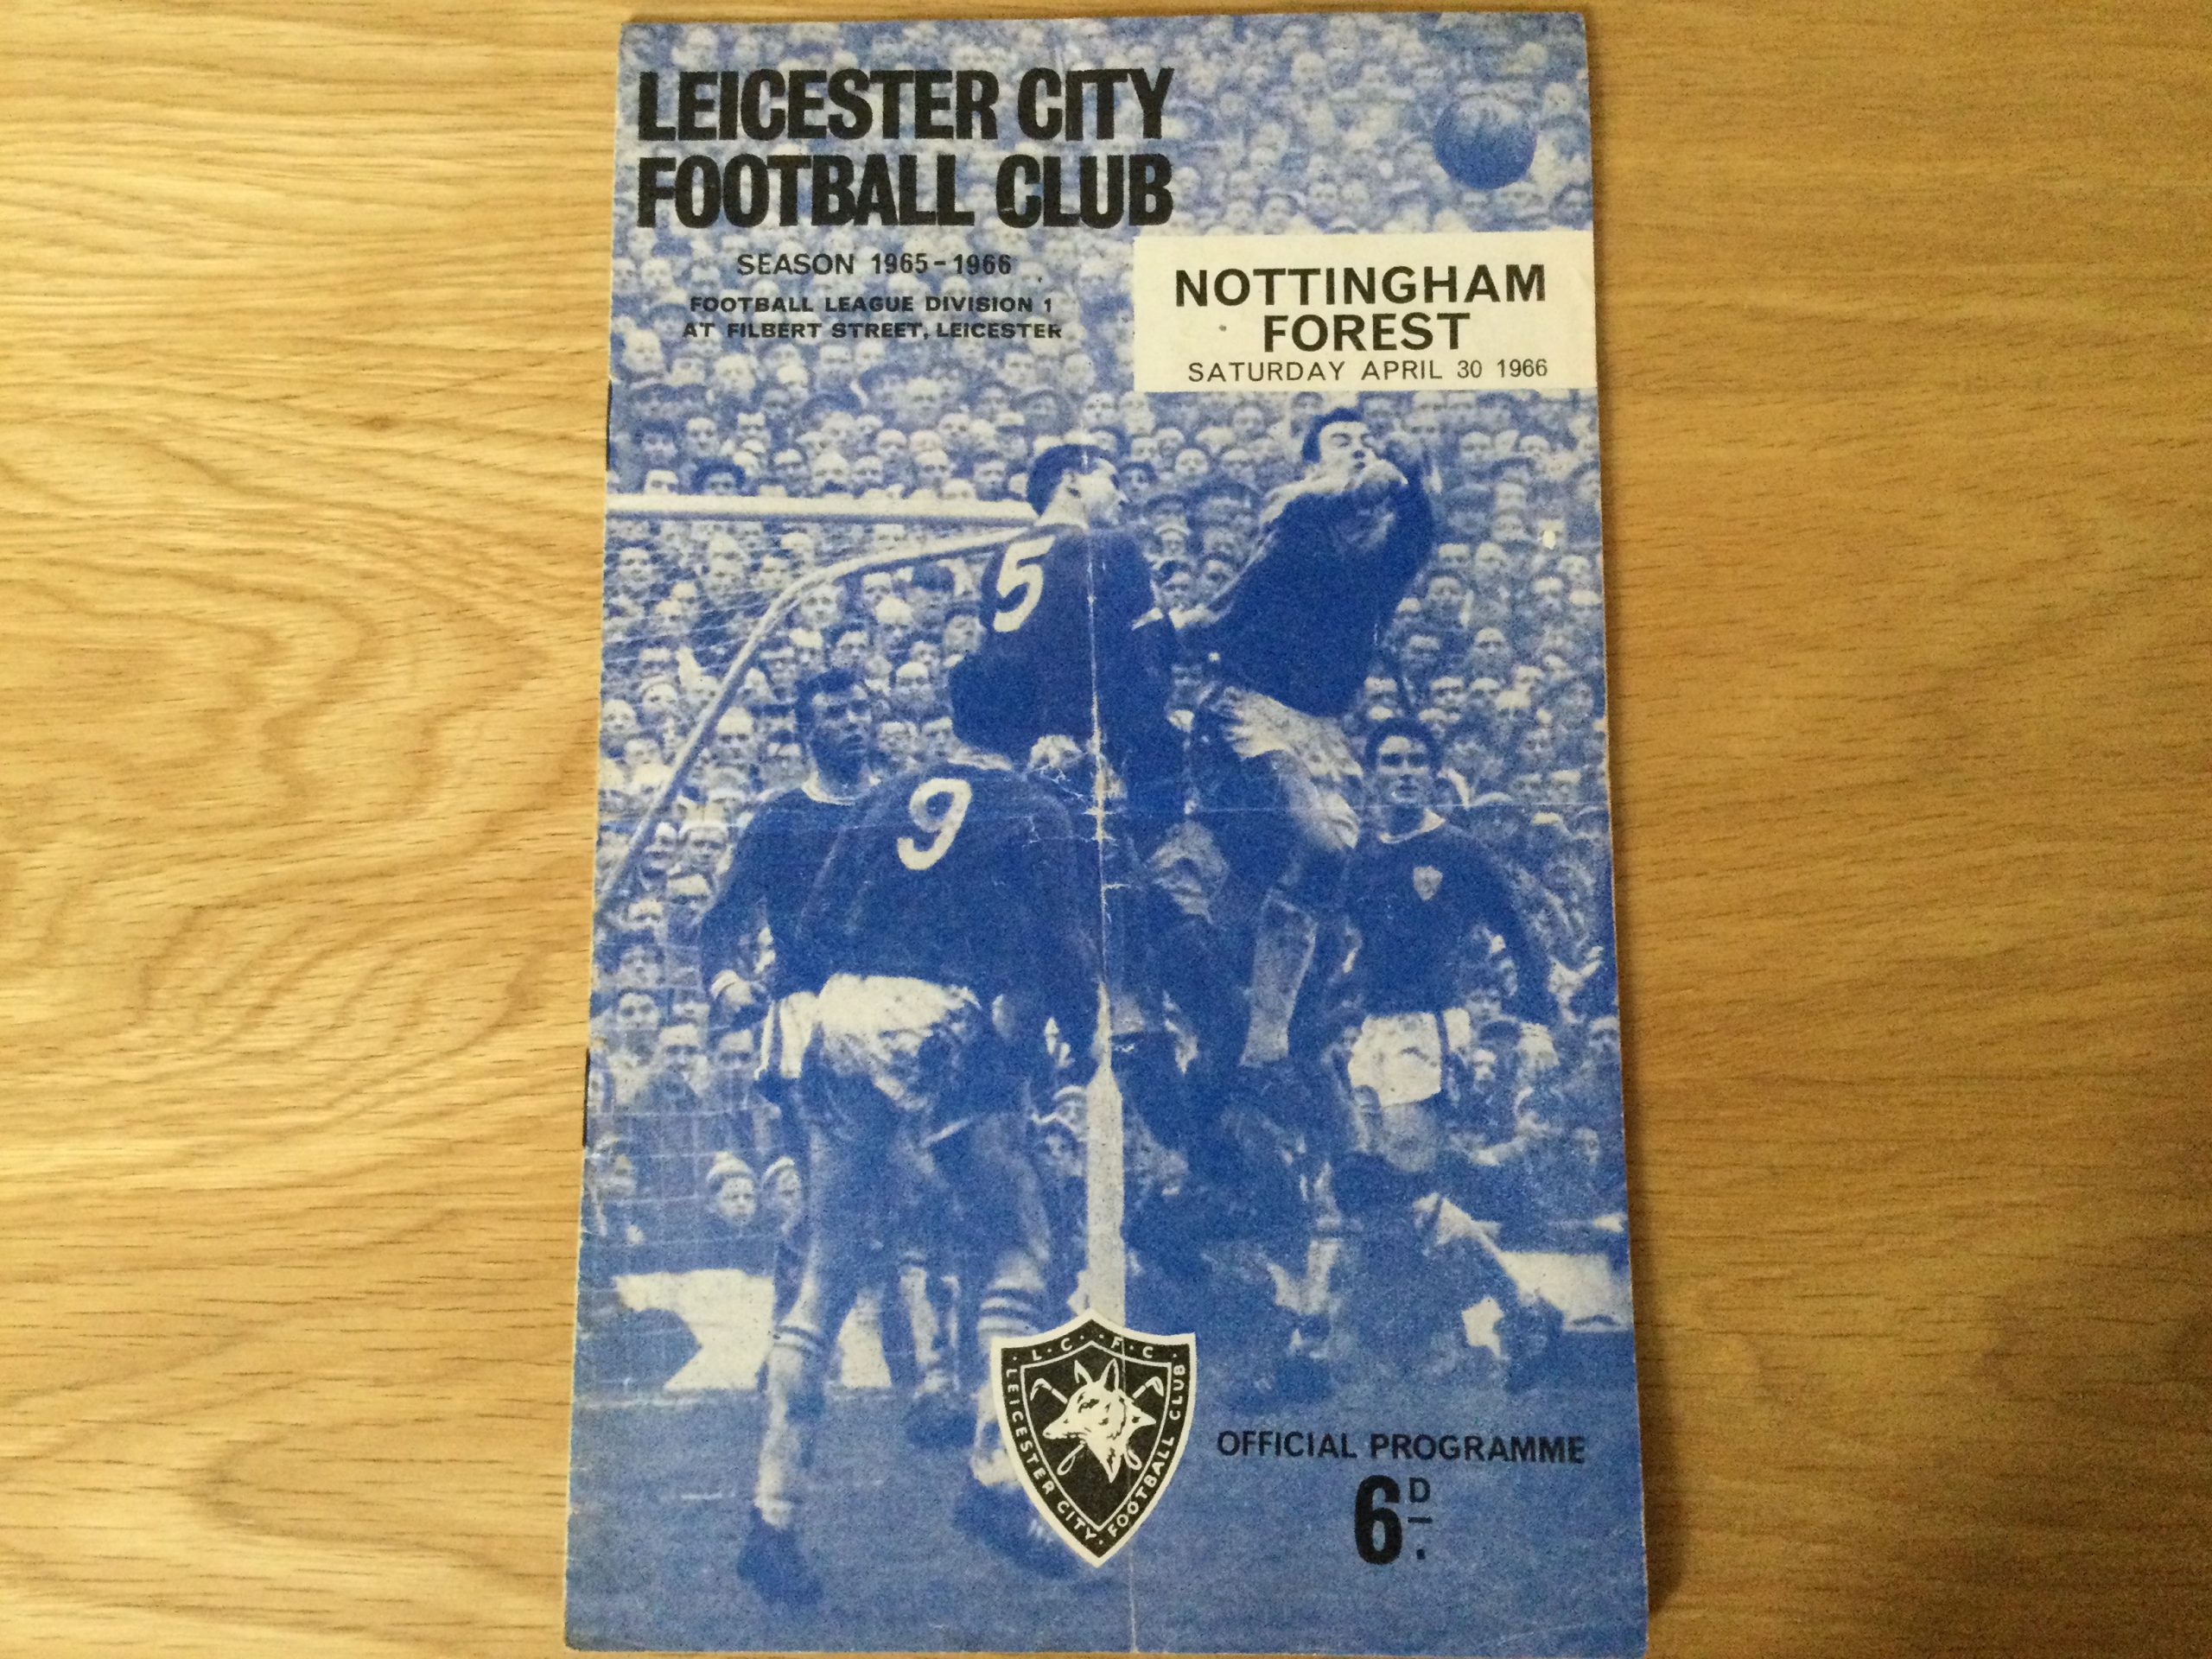 LEICESTER CITY
FOOTBALL CLUB
SEASON 1965-1966
FOOTBALL LEAGUE DIVISION 1
AT FILBERT STREET, LEICESTER
NOTTINGHAM
FOREST
SATURDAY APRIL 30 1966
5
9
· L · C · · F · C ·
LEICESTER CITY · FOOTBALL CLUB
OFFICIAL PROGRAMME
6D.